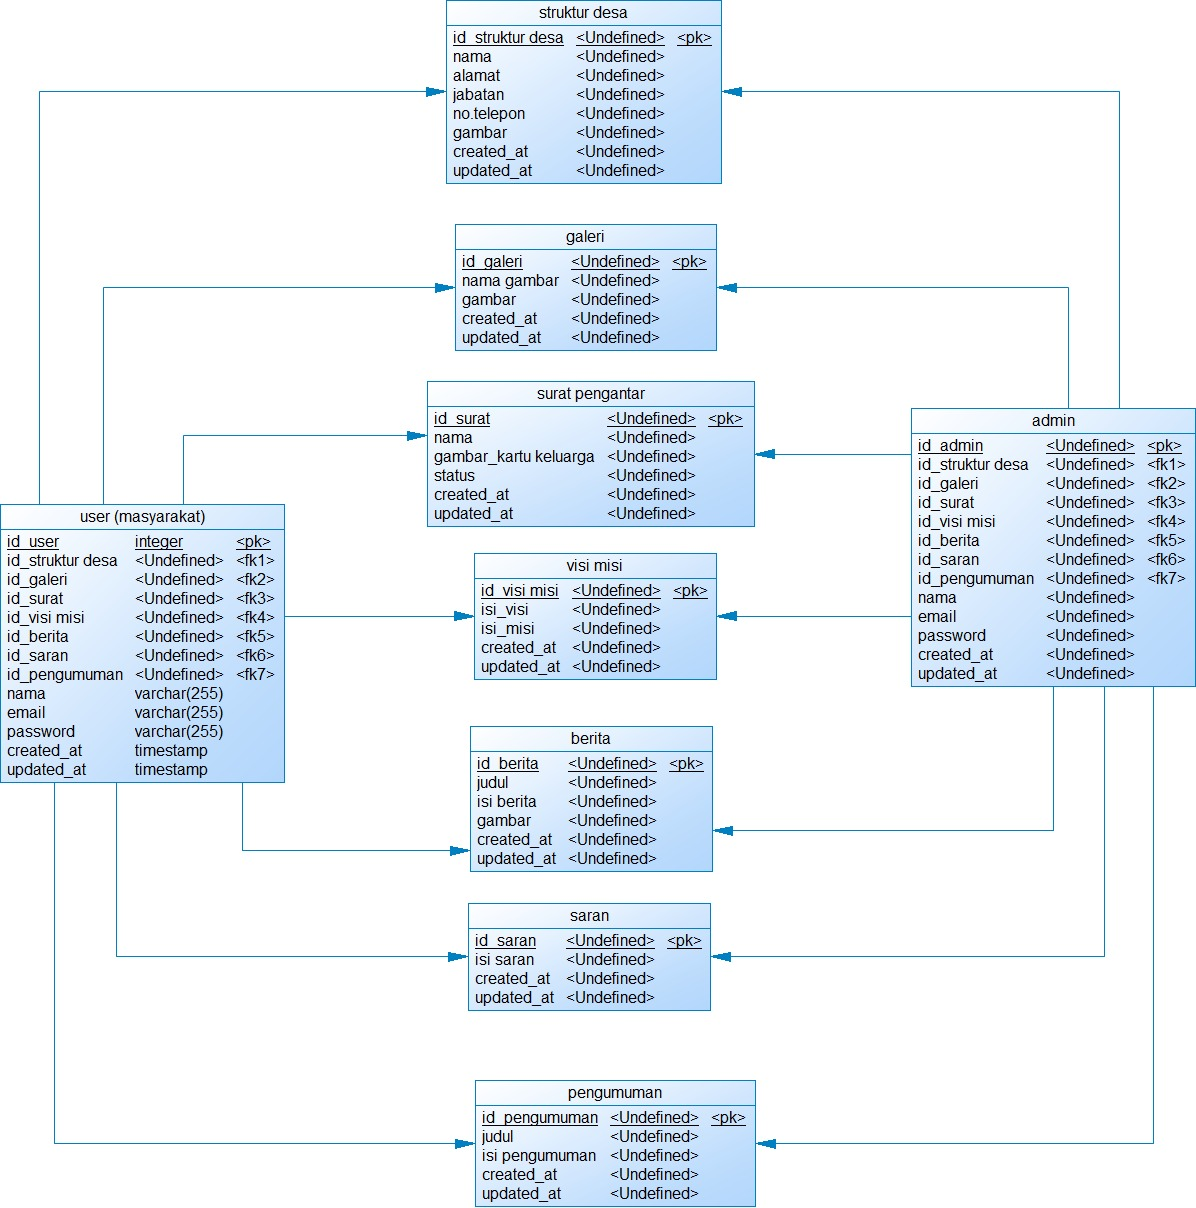 struktur desa
id_struktur desa <Undefined> <pk>
nama <Undefined>
alamat <Undefined>
jabatan <Undefined>
no.telepon <Undefined>
gambar <Undefined>
created_at <Undefined>
updated_at <Undefined>
galeri
id_galeri <Undefined> <pk>
nama gambar <Undefined>
gambar <Undefined>
created_at <Undefined>
updated_at <Undefined>
surat pengantar
id_surat <Undefined> <pk>
nama <Undefined>
gambar_kartu keluarga <Undefined>
status <Undefined>
created_at <Undefined>
updated_at <Undefined>
admin
id_admin <Undefined> <pk>
id_struktur desa <Undefined> <fk1>
id_galeri <Undefined> <fk2>
id_surat <Undefined> <fk3>
id_visi misi <Undefined> <fk4>
id_berita <Undefined> <fk5>
id_saran <Undefined> <fk6>
id_pengumuman <Undefined> <fk7>
nama <Undefined>
email <Undefined>
password <Undefined>
created_at <Undefined>
updated_at <Undefined>
user (masyarakat)
id_user integer <pk>
id_struktur desa <Undefined> <fk1>
id_galeri <Undefined> <fk2>
id_surat <Undefined> <fk3>
id_visi misi <Undefined> <fk4>
id_berita <Undefined> <fk5>
id_saran <Undefined> <fk6>
id_pengumuman <Undefined> <fk7>
nama varchar(255)
email varchar(255)
password varchar(255)
created_at timestamp
updated_at timestamp
visi misi
id_visi misi <Undefined> <pk>
isi_visi <Undefined>
isi_misi <Undefined>
created_at <Undefined>
updated_at <Undefined>
berita
id_berita <Undefined> <pk>
judul <Undefined>
isi berita <Undefined>
gambar <Undefined>
created_at <Undefined>
updated_at <Undefined>
saran
id_saran <Undefined> <pk>
isi saran <Undefined>
created_at <Undefined>
updated_at <Undefined>
pengumuman
id_pengumuman <Undefined> <pk>
judul <Undefined>
isi pengumuman <Undefined>
created_at <Undefined>
updated_at <Undefined>